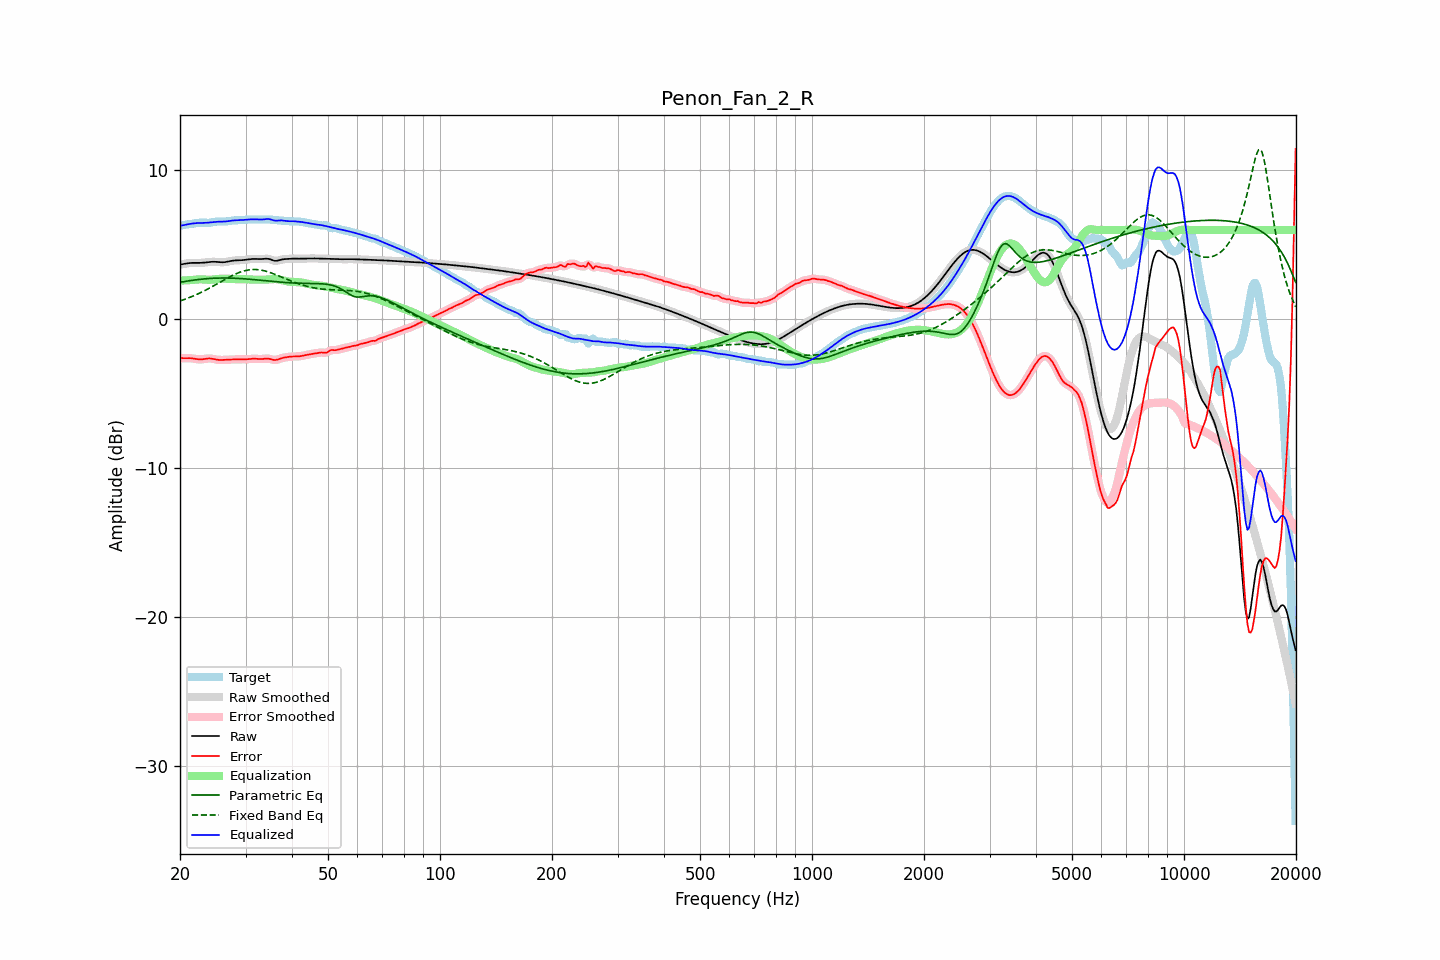 Penon_Fan_2_R
Amplitude (dBr)
10
0
−10
−20
−30
Target
Raw Smoothed
Error Smoothed
Raw
Error
Equalization
Parametric Eq
Fixed Band Eq
Equalized
20 50 100 200 500 1000 2000 5000 10000 20000
Frequency (Hz)